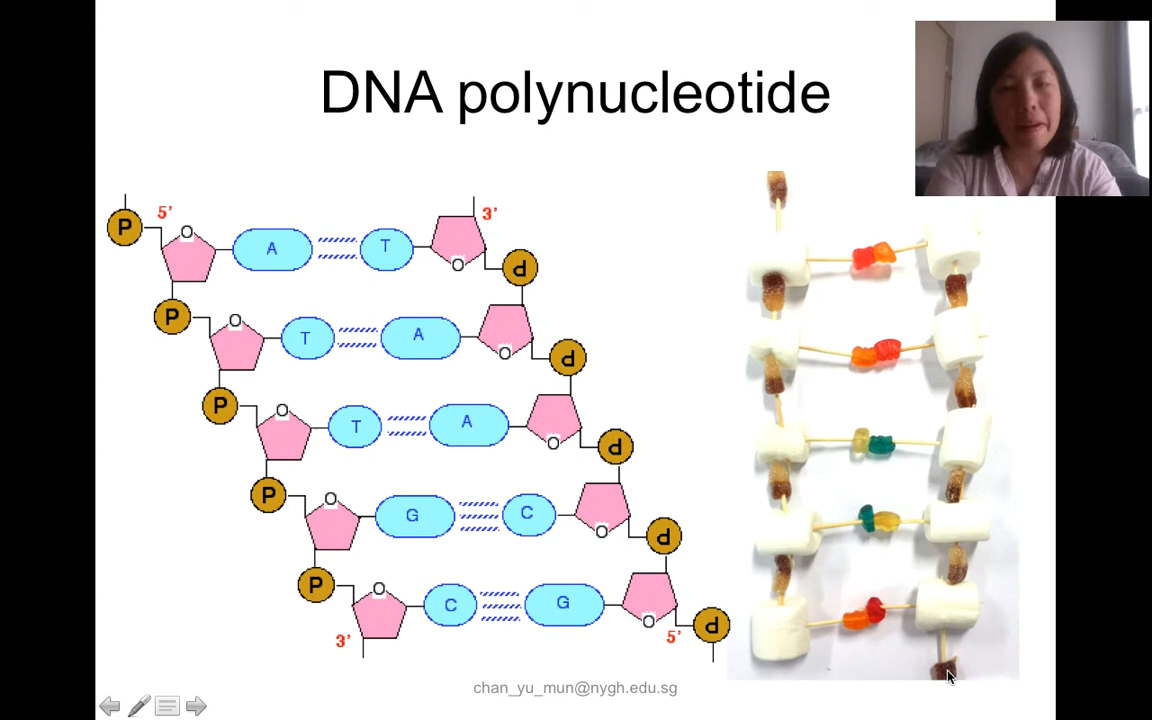 DNA polynucleotide
P 5' O A T O 3'
P
P O T A O
P
P O T A O
P
P O G C O
P
P O C G O
3' 5' P
chan_yu_mun@nygh.edu.sg